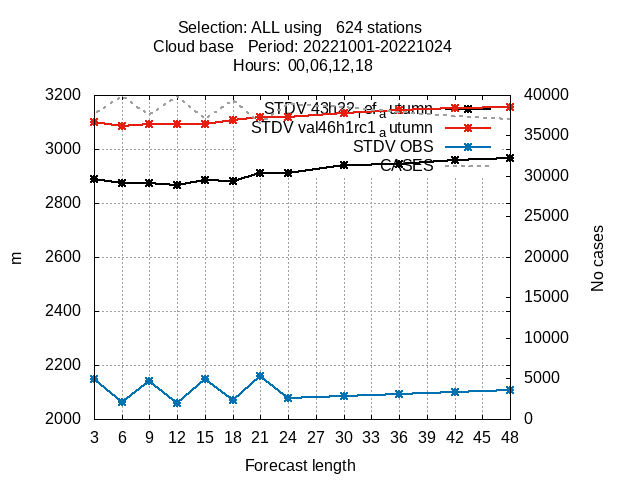 Selection: ALL using   624 stations
Cloud base   Period: 20221001-20221024
Hours:  00,06,12,18
3200
3000
2800
2600
2400
2200
2000
m
40000
35000
30000
25000
20000
15000
10000
5000
0
No cases
STDV 43h22_ef_autumn
STDV val46h1rc1_autumn
STDV OBS
CASES
3 6 9 12 15 18 21 24 27 30 33 36 39 42 45 48
Forecast length